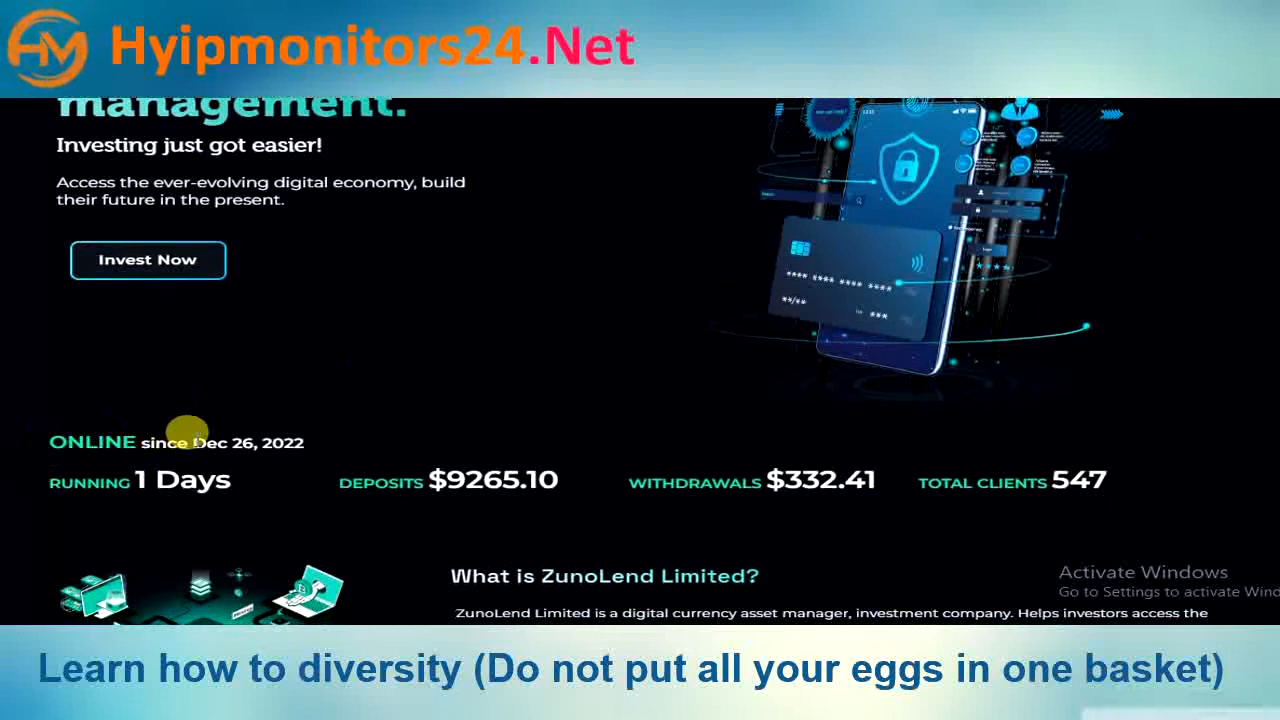 Hyipmonitors24.Net
management.
Investing just got easier!
Access the ever-evolving digital economy, build
their future in the present.
Invest Now
**** **** **** ****
**/**
***
ONLINE since Dec 26, 2022
RUNNING 1 Days
DEPOSITS $9265.10
WITHDRAWALS $332.41
TOTAL CLIENTS 547
What is ZunoLend Limited?
ZunoLend Limited is a digital currency asset manager, investment company. Helps investors access the
Activate Windows
Go to Settings to activate Wind
Learn how to diversity (Do not put all your eggs in one basket)